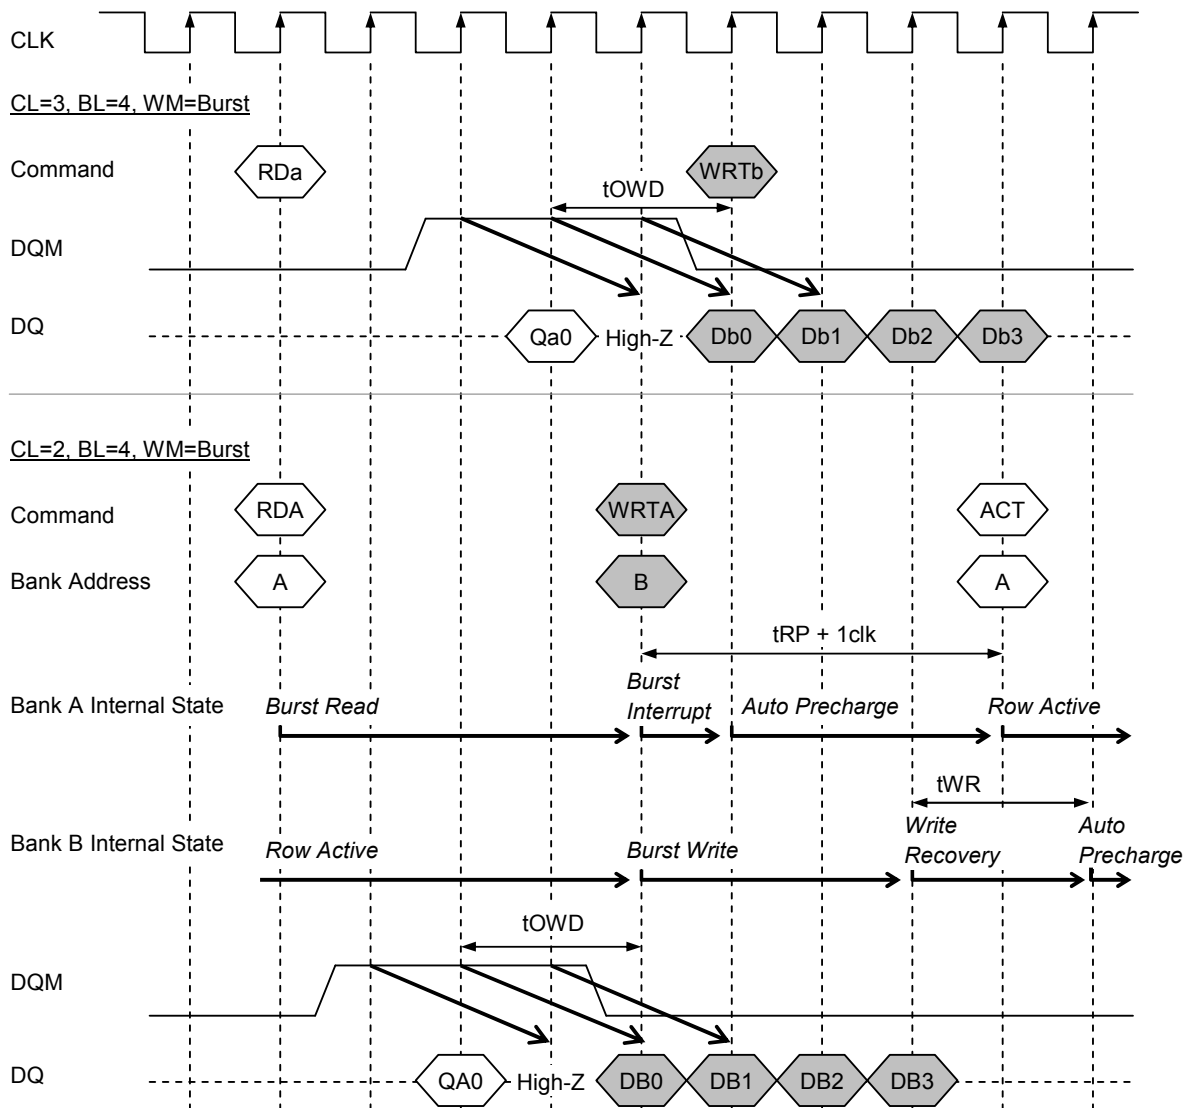 CLK
CL=3, BL=4, WM=Burst
Command
RDa
WRTb
tOWD
DQM
DQ
Qa0
High-Z
Db0
Db1
Db2
Db3
CL=2, BL=4, WM=Burst
Command
RDA
WRTA
ACT
Bank Address
A
B
A
tRP + 1clk
Bank A Internal State
Burst Read
Burst
Interrupt
Auto Precharge
Row Active
tWR
Bank B Internal State
Row Active
Burst Write
Write
Recovery
Auto
Precharge
tOWD
DQM
DQ
QA0
High-Z
DB0
DB1
DB2
DB3